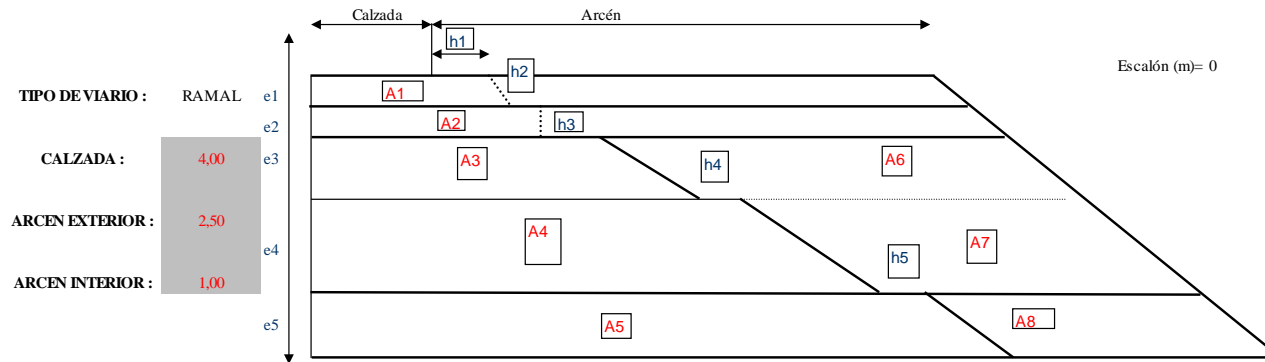 Calzada Arcén
h1
h2
Escalón (m)= 0
TIPO DE VIARIO : RAMAL e1 A1
e2 A2 h3
CALZADA : 4,00 e3 A3 h4 A6
ARCEN EXTERIOR : 2,50
e4 A4 h5 A7
ARCEN INTERIOR : 1,00
e5 A5 A8